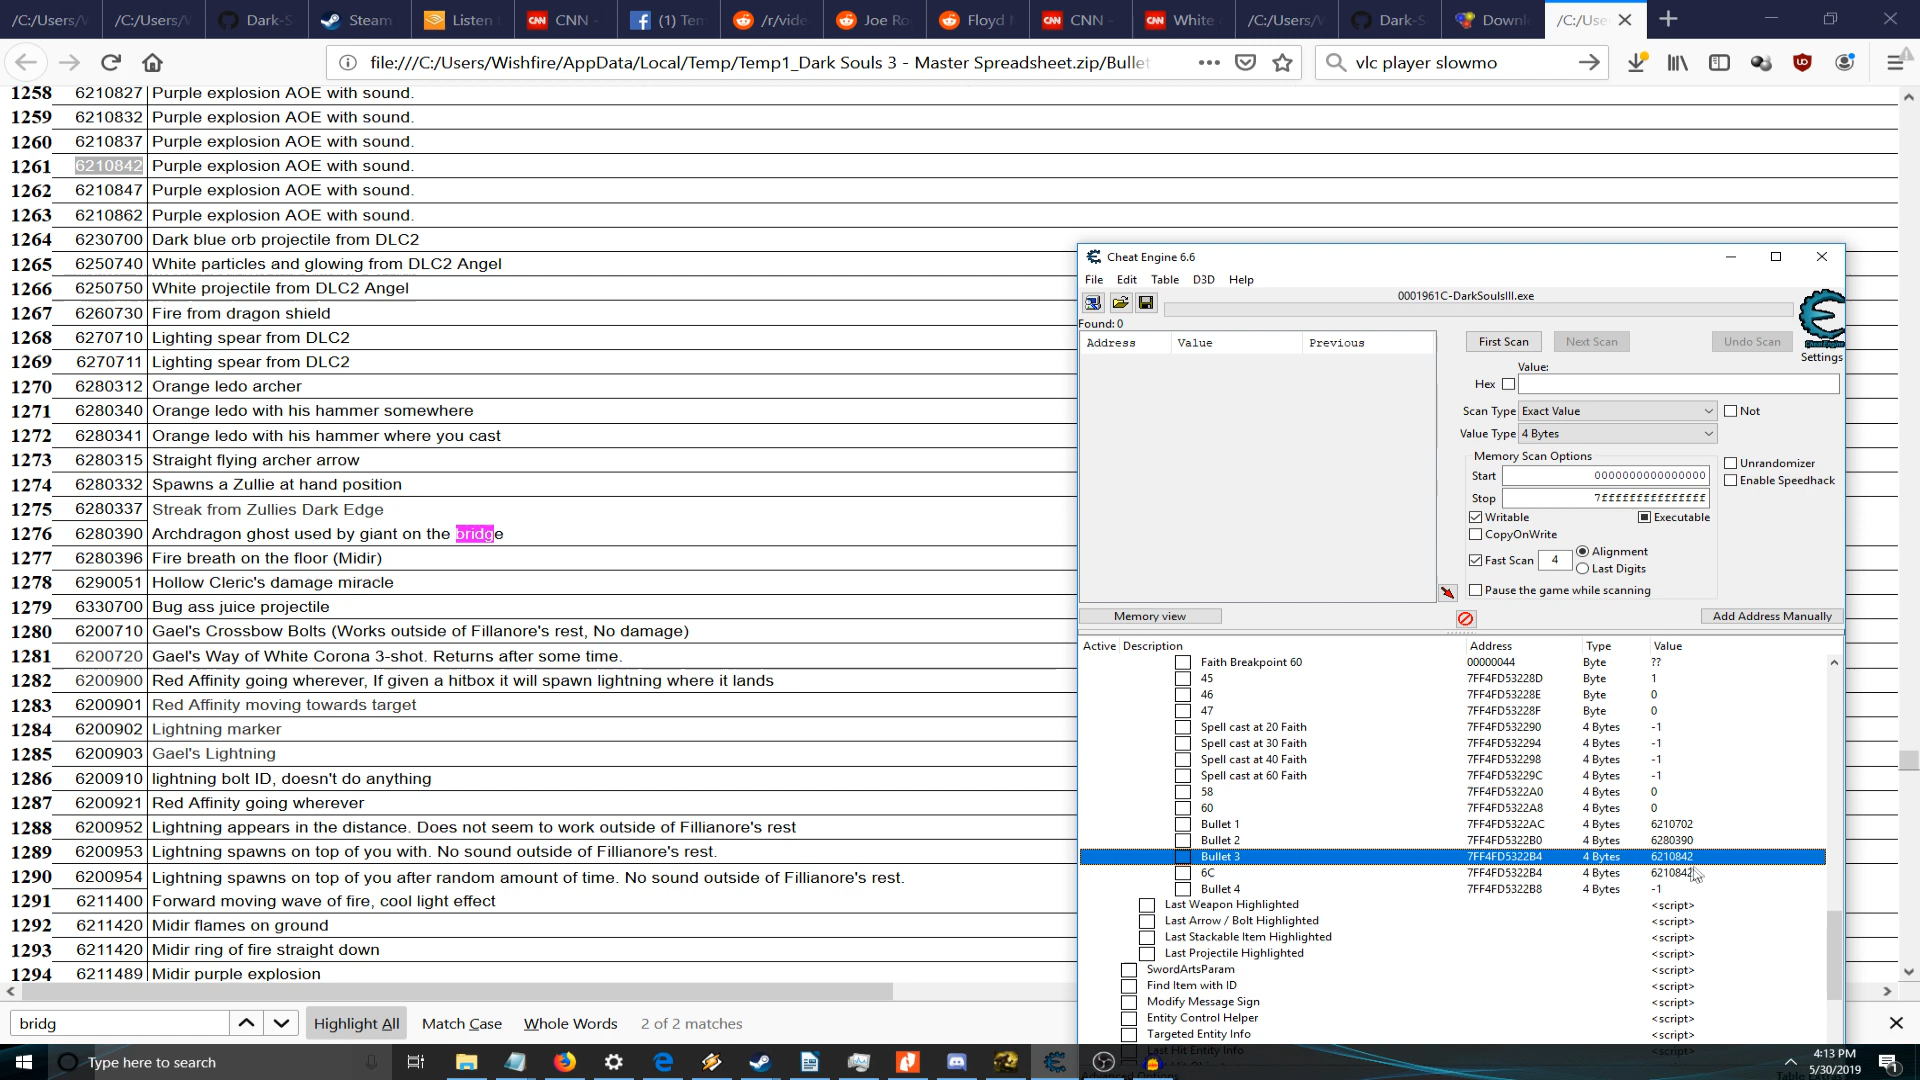 /C:/Users/W
/C:/Users/W
Dark-S
Steam
Listen
CNN -
(1) Tem
/r/vide
Joe Ro
Floyd
CNN -
White
/C:/Users/W
Dark-S
Downl
/C:/Use
file:///C:/Users/Wishfire/AppData/Local/Temp/Temp1_Dark Souls 3 - Master Spreadsheet.zip/Bullet
vlc player slowmo
1258 6210827 Purple explosion AOE with sound.
1259 6210832 Purple explosion AOE with sound.
1260 6210837 Purple explosion AOE with sound.
1261 6210842 Purple explosion AOE with sound.
1262 6210847 Purple explosion AOE with sound.
1263 6210862 Purple explosion AOE with sound.
1264 6230700 Dark blue orb projectile from DLC2
1265 6250740 White particles and glowing from DLC2 Angel
1266 6250750 White projectile from DLC2 Angel
1267 6260730 Fire from dragon shield
1268 6270710 Lighting spear from DLC2
1269 6270711 Lighting spear from DLC2
1270 6280312 Orange ledo archer
1271 6280340 Orange ledo with his hammer somewhere
1272 6280341 Orange ledo with his hammer where you cast
1273 6280315 Straight flying archer arrow
1274 6280332 Spawns a Zullie at hand position
1275 6280337 Streak from Zullies Dark Edge
1276 6280390 Archdragon ghost used by giant on the bridge
1277 6280396 Fire breath on the floor (Midir)
1278 6290051 Hollow Cleric's damage miracle
1279 6330700 Bug ass juice projectile
1280 6200710 Gael's Crossbow Bolts (Works outside of Fillanore's rest, No damage)
1281 6200720 Gael's Way of White Corona 3-shot. Returns after some time.
1282 6200900 Red Affinity going wherever, If given a hitbox it will spawn lightning where it lands
1283 6200901 Red Affinity moving towards target
1284 6200902 Lightning marker
1285 6200903 Gael's Lightning
1286 6200910 lightning bolt ID, doesn't do anything
1287 6200921 Red Affinity going wherever
1288 6200952 Lightning appears in the distance. Does not seem to work outside of Fillianore's rest
1289 6200953 Lightning spawns on top of you with. No sound outside of Fillianore's rest.
1290 6200954 Lightning spawns on top of you after random amount of time. No sound outside of Fillianore's rest.
1291 6211400 Forward moving wave of fire, cool light effect
1292 6211420 Midir flames on ground
1293 6211420 Midir ring of fire straight down
1294 6211489 Midir purple explosion
Cheat Engine 6.6
File Edit Table D3D Help
0001961C-DarkSoulsIII.exe
Found: 0
Address Value Previous
First Scan Next Scan Undo Scan
Settings
Value:
Hex
Scan Type Exact Value Not
Value Type 4 Bytes
Memory Scan Options
Start 0000000000000000
Stop 7fffffffffffffff
Unrandomizer
Enable Speedhack
Writable Executable
CopyOnWrite
Fast Scan 4 Alignment
Last Digits
Pause the game while scanning
Memory view Add Address Manually
Active Description Address Type Value
Faith Breakpoint 60 00000044 Byte ??
45 7FF4FD53228D Byte 1
46 7FF4FD53228E Byte 0
47 7FF4FD53228F Byte 0
Spell cast at 20 Faith 7FF4FD532290 4 Bytes -1
Spell cast at 30 Faith 7FF4FD532294 4 Bytes -1
Spell cast at 40 Faith 7FF4FD532298 4 Bytes -1
Spell cast at 60 Faith 7FF4FD53229C 4 Bytes -1
58 7FF4FD5322A0 4 Bytes 0
60 7FF4FD5322A8 4 Bytes 0
Bullet 1 7FF4FD5322AC 4 Bytes 6210702
Bullet 2 7FF4FD5322B0 4 Bytes 6280390
Bullet 3 7FF4FD5322B4 4 Bytes 6210842
6C 7FF4FD5322B4 4 Bytes 6210842
Bullet 4 7FF4FD5322B8 4 Bytes -1
Last Weapon Highlighted <script>
Last Arrow / Bolt Highlighted <script>
Last Stackable Item Highlighted <script>
Last Projectile Highlighted <script>
SwordArtsParam <script>
Find Item with ID <script>
Modify Message Sign <script>
Entity Control Helper <script>
Targeted Entity Info <script>
Last Hit Entity Info <script>
bridg
Highlight All Match Case Whole Words 2 of 2 matches
Type here to search
4:13 PM
5/30/2019